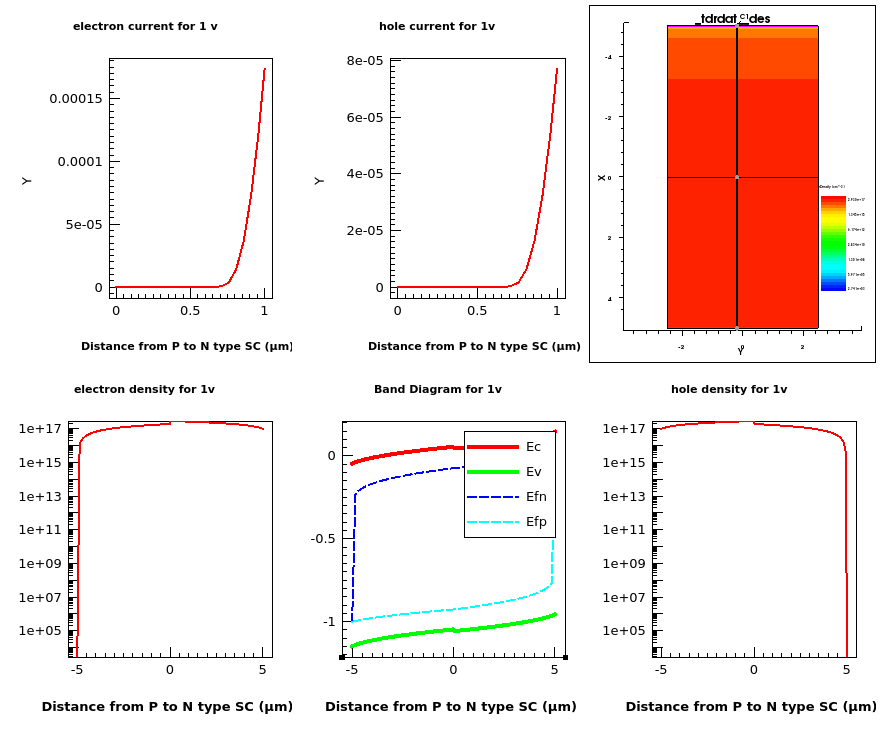 electron current for 1 v
hole current for 1v
_tdrdat_C1_des
0.00015
0.0001
5e-05
0
Y
0
0.5
1
Distance from P to N type SC (μm)
8e-05
6e-05
4e-05
2e-05
0
Y
0
0.5
1
Distance from P to N type SC (μm)
-4
-2
0
2
4
X
-2
0
2
Y
electron density for 1v
Band Diagram for 1v
hole density for 1v
1e+17
1e+15
1e+13
1e+11
1e+09
1e+07
1e+05
-5
0
5
Distance from P to N type SC (μm)
0
-0.5
-1
Ec
Ev
Efn
Efp
-5
0
5
Distance from P to N type SC (μm)
1e+17
1e+15
1e+13
1e+11
1e+09
1e+07
1e+05
-5
0
5
Distance from P to N type SC (μm)